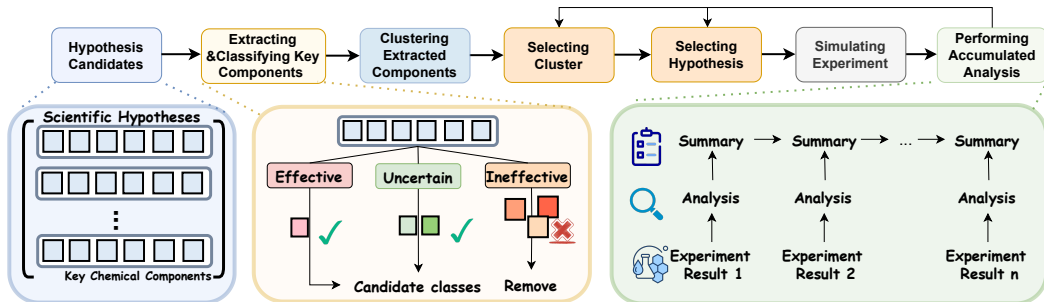 Hypothesis
Candidates
Extracting
&Classifying Key
Components
Clustering
Extracted
Components
Selecting
Cluster
Selecting
Hypothesis
Simulating
Experiment
Performing
Accumulated
Analysis
Scientific Hypotheses
Key Chemical Components
Effective
Uncertain
Ineffective
Candidate classes
Remove
Summary
Summary
...
Summary
Analysis
Analysis
Analysis
Experiment
Result 1
Experiment
Result 2
Experiment
Result n